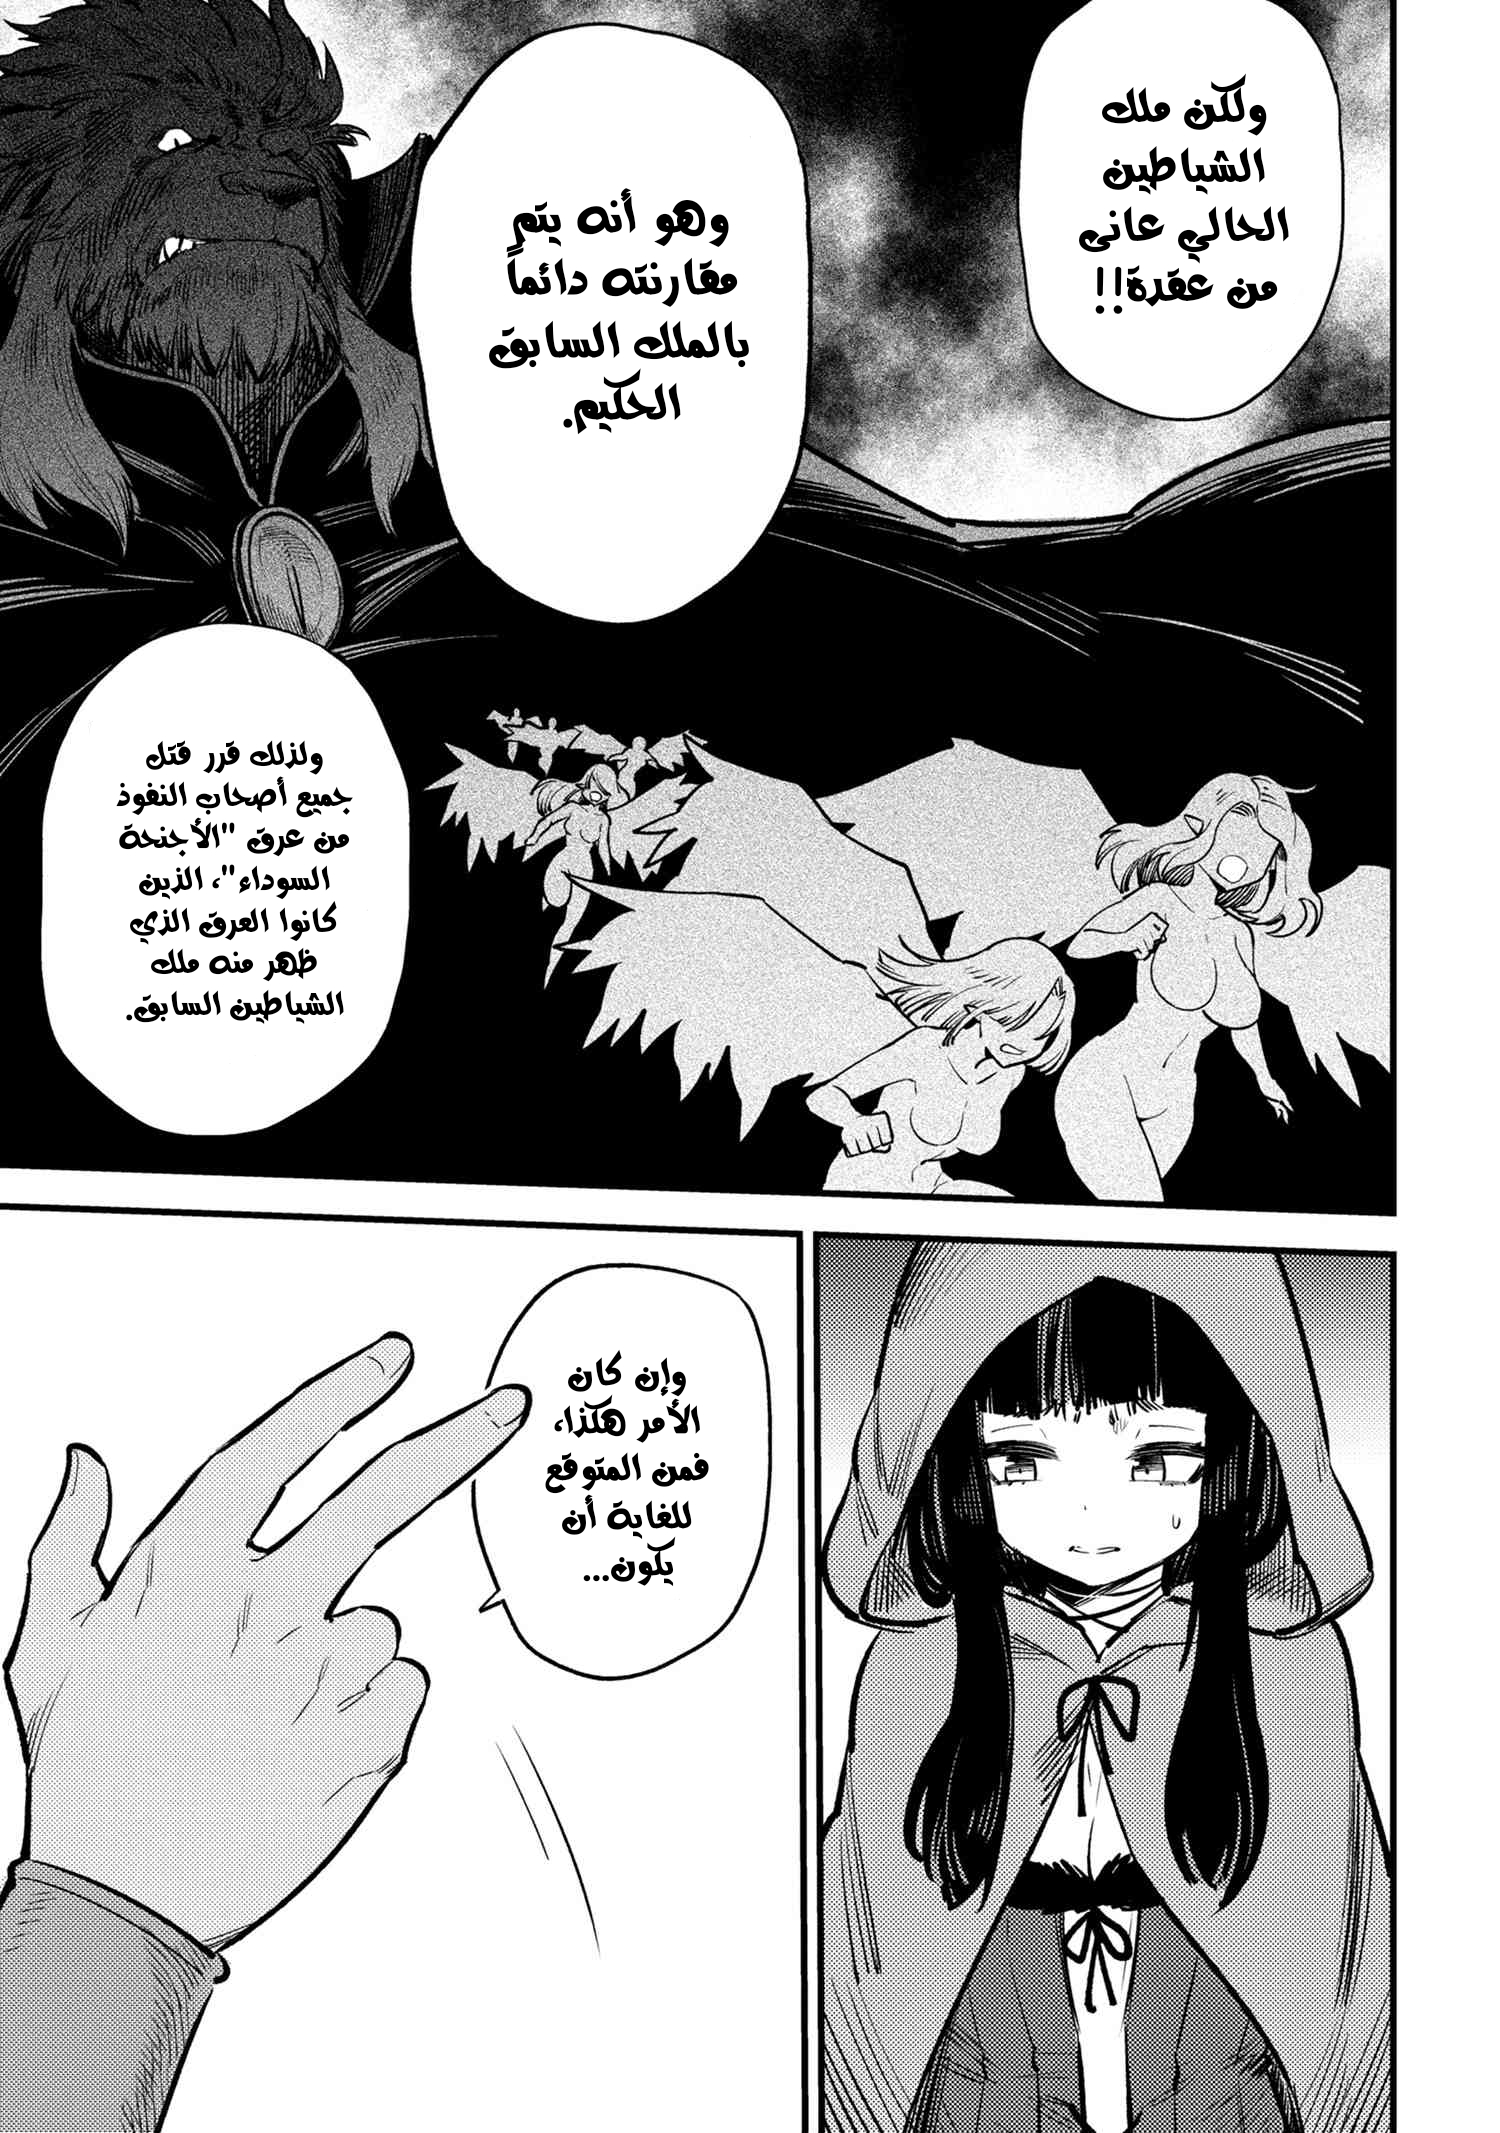 ولكن ملك
الشياطين
الحالي عانى
من عقدة!!
وهو أنه يتم
مقارنته دائماً
بالملك السابق
الحكيم.
ولذلك قرر قتل
جميع أصحاب النفوذ
من عرق "الأجنحة
السوداء"، الذين
كانوا العرق الذي
ظهر منه ملك
الشياطين السابق.
وإن كان
الأمر هكذا،
فمن المتوقع
للغاية أن
يكون...